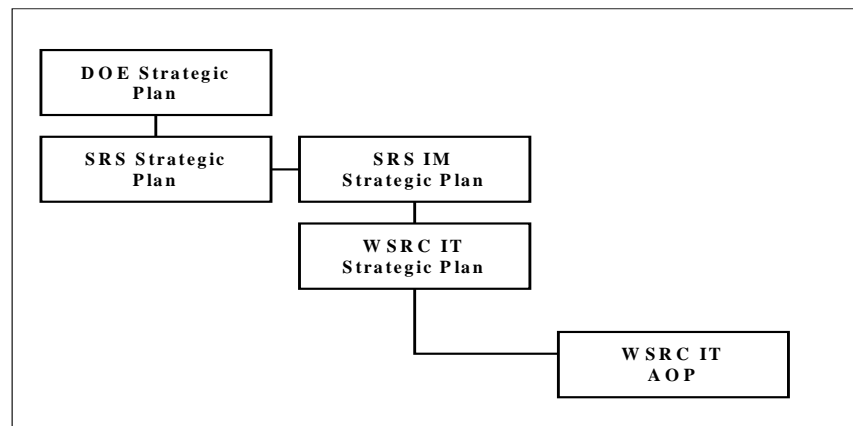 DOE Strategic
Plan
SRS Strategic
Plan
SRS IM
Strategic Plan
WSRC IT
Strategic Plan
WSRC IT
AOP